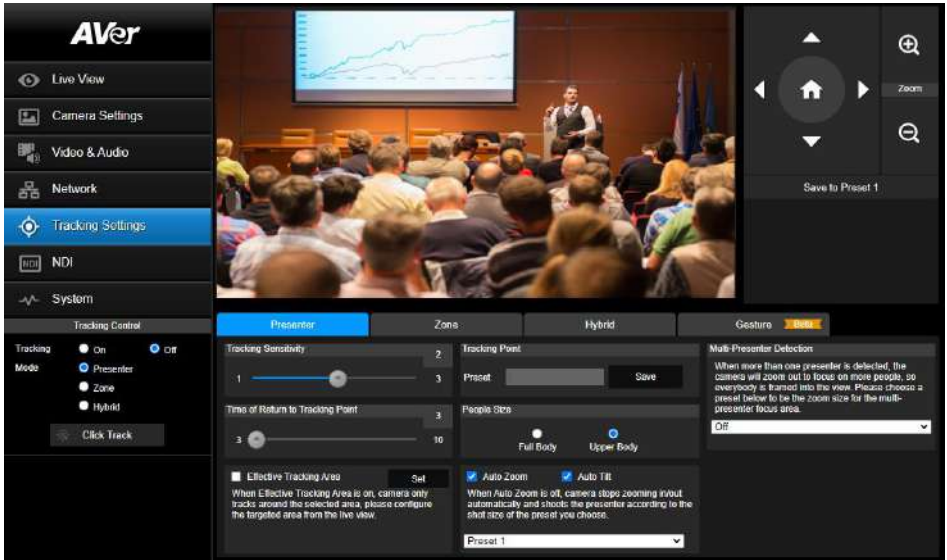 AVer
Live View
Camera Settings
Video & Audio
Network
Tracking Settings
NDI
NDI
System
Tracking Control
Tracking
On
Off
Mode
Presenter
Zone
Hybrid
Click Track
Zoom
Save to Preset 1
Presenter
Zone
Hybrid
Gesture
Beta
Tracking Sensitivity
2
1
3
Time of Return to Tracking Point
3
3
10
Effective Tracking Area
Set
When Effective Tracking Area is on, camera only
tracks around the selected area, please configure
the targeted area from the live view.
Tracking Point
Preset
Save
People Size
Full Body
Upper Body
Auto Zoom
Auto Tilt
When Auto Zoom is off, camera stops zooming in/out
automatically and shoots the presenter according to the
shot size of the preset you choose.
Preset 1
Multi-Presenter Detection
When more than one presenter is detected, the
camera will zoom out to focus on more people, so
everybody is framed into the view. Please choose a
preset below to be the zoom size for the multi-
presenter focus area.
Off